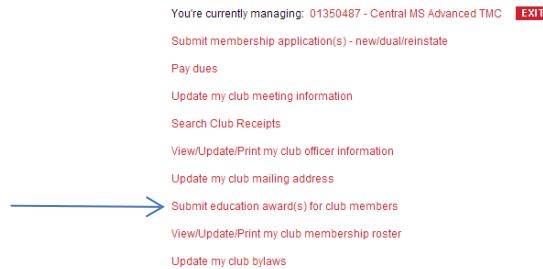 You're currently managing: 01350487 - Central MS Advanced TMC EXIT
Submit membership application(s) - new/dual/reinstate
Pay dues
Update my club meeting information
Search Club Receipts
View/Update/Print my club officer information
Update my club mailing address
Submit education award(s) for club members
View/Update/Print my club membership roster
Update my club bylaws